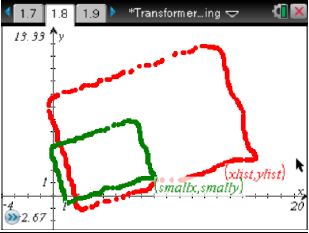 1.7 1.8 1.9 *Transformer...ing
13.33 y
(xlist,ylist)
(smallx,smally)
1 x
-4 1 20
-2.67